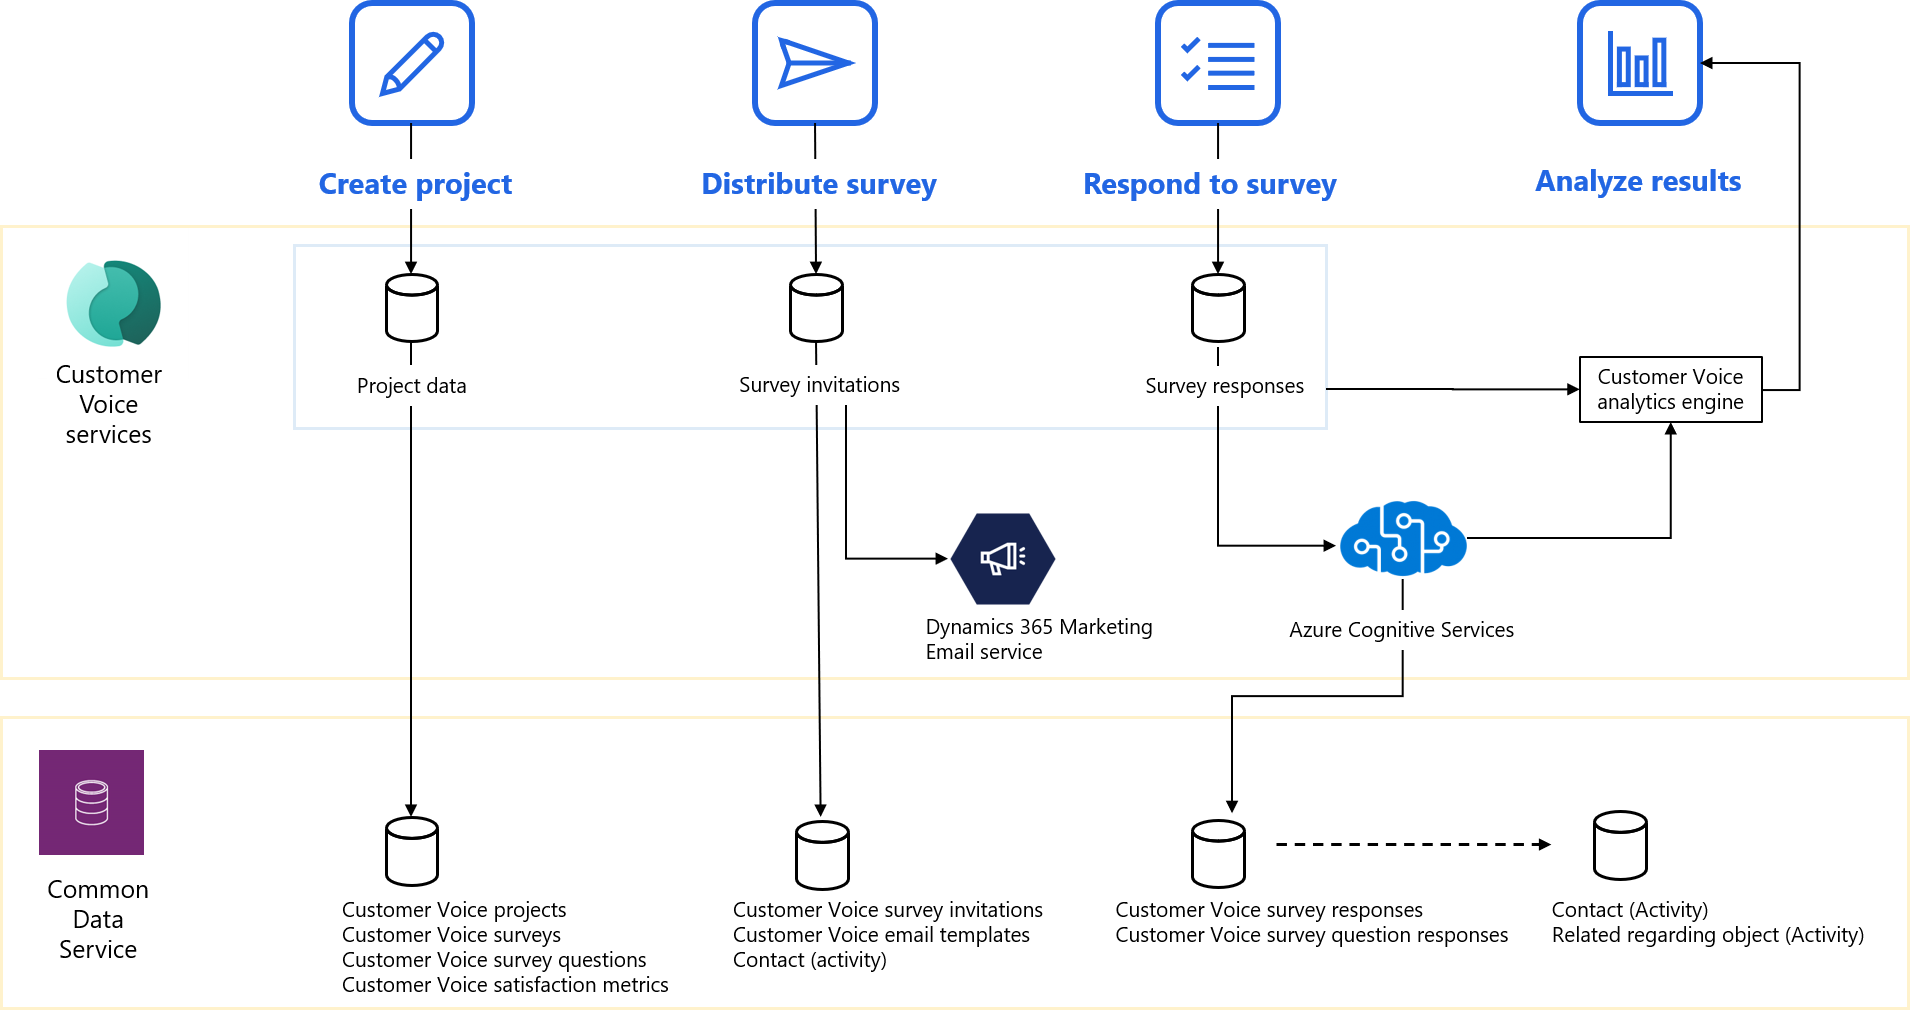 Create project
Distribute survey
Respond to survey
Analyze results
Customer
Voice
services
Project data
Survey invitations
Survey responses
Customer Voice
analytics engine
Dynamics 365 Marketing
Email service
Azure Cognitive Services
Common
Data
Service
Customer Voice projects
Customer Voice surveys
Customer Voice survey questions
Customer Voice satisfaction metrics
Customer Voice survey invitations
Customer Voice email templates
Contact (activity)
Customer Voice survey responses
Customer Voice survey question responses
Contact (Activity)
Related regarding object (Activity)